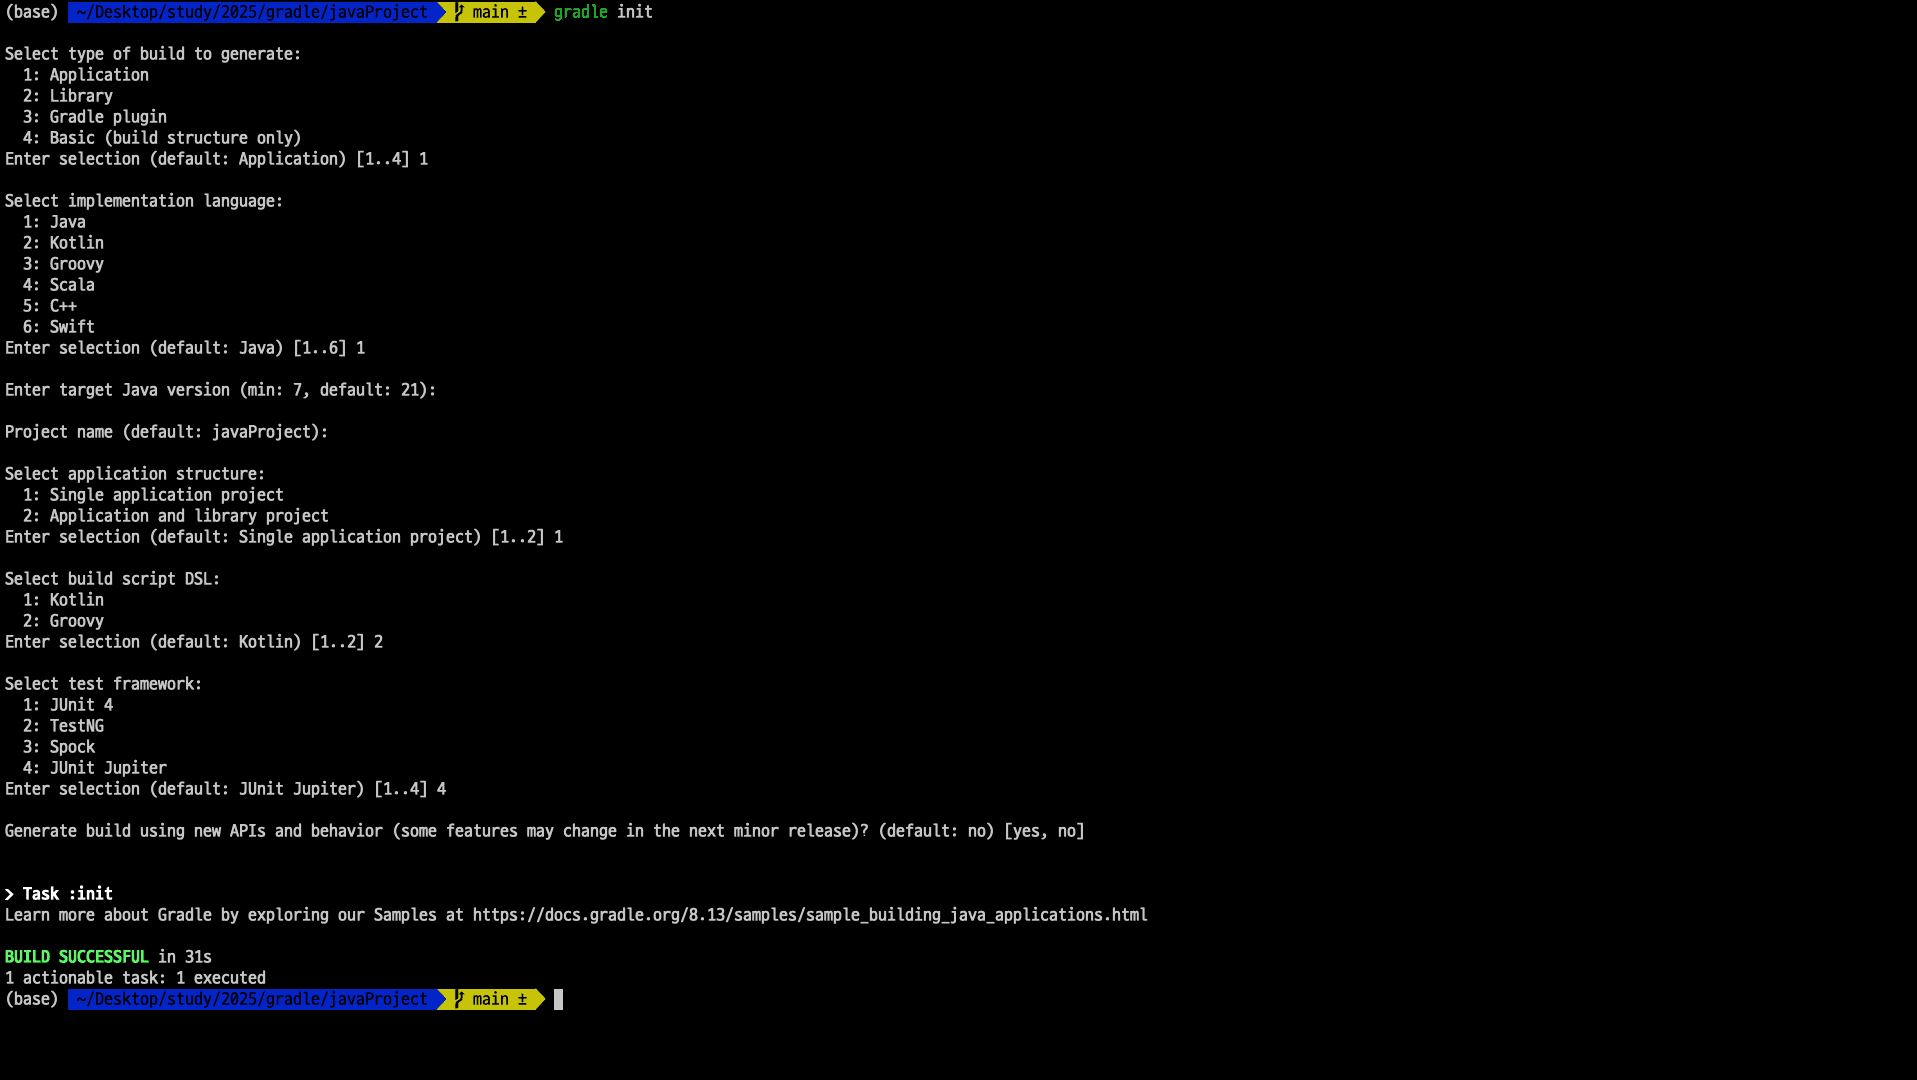 (base) ~/Desktop/study/2025/gradle/javaProject main ± gradle init
Select type of build to generate:
1: Application
2: Library
3: Gradle plugin
4: Basic (build structure only)
Enter selection (default: Application) [1..4] 1
Select implementation language:
1: Java
2: Kotlin
3: Groovy
4: Scala
5: C++
6: Swift
Enter selection (default: Java) [1..6] 1
Enter target Java version (min: 7, default: 21):
Project name (default: javaProject):
Select application structure:
1: Single application project
2: Application and library project
Enter selection (default: Single application project) [1..2] 1
Select build script DSL:
1: Kotlin
2: Groovy
Enter selection (default: Kotlin) [1..2] 2
Select test framework:
1: JUnit 4
2: TestNG
3: Spock
4: JUnit Jupiter
Enter selection (default: JUnit Jupiter) [1..4] 4
Generate build using new APIs and behavior (some features may change in the next minor release)? (default: no) [yes, no]
> Task :init
Learn more about Gradle by exploring our Samples at https://docs.gradle.org/8.13/samples/sample_building_java_applications.html
BUILD SUCCESSFUL in 31s
1 actionable task: 1 executed
(base) ~/Desktop/study/2025/gradle/javaProject main ±